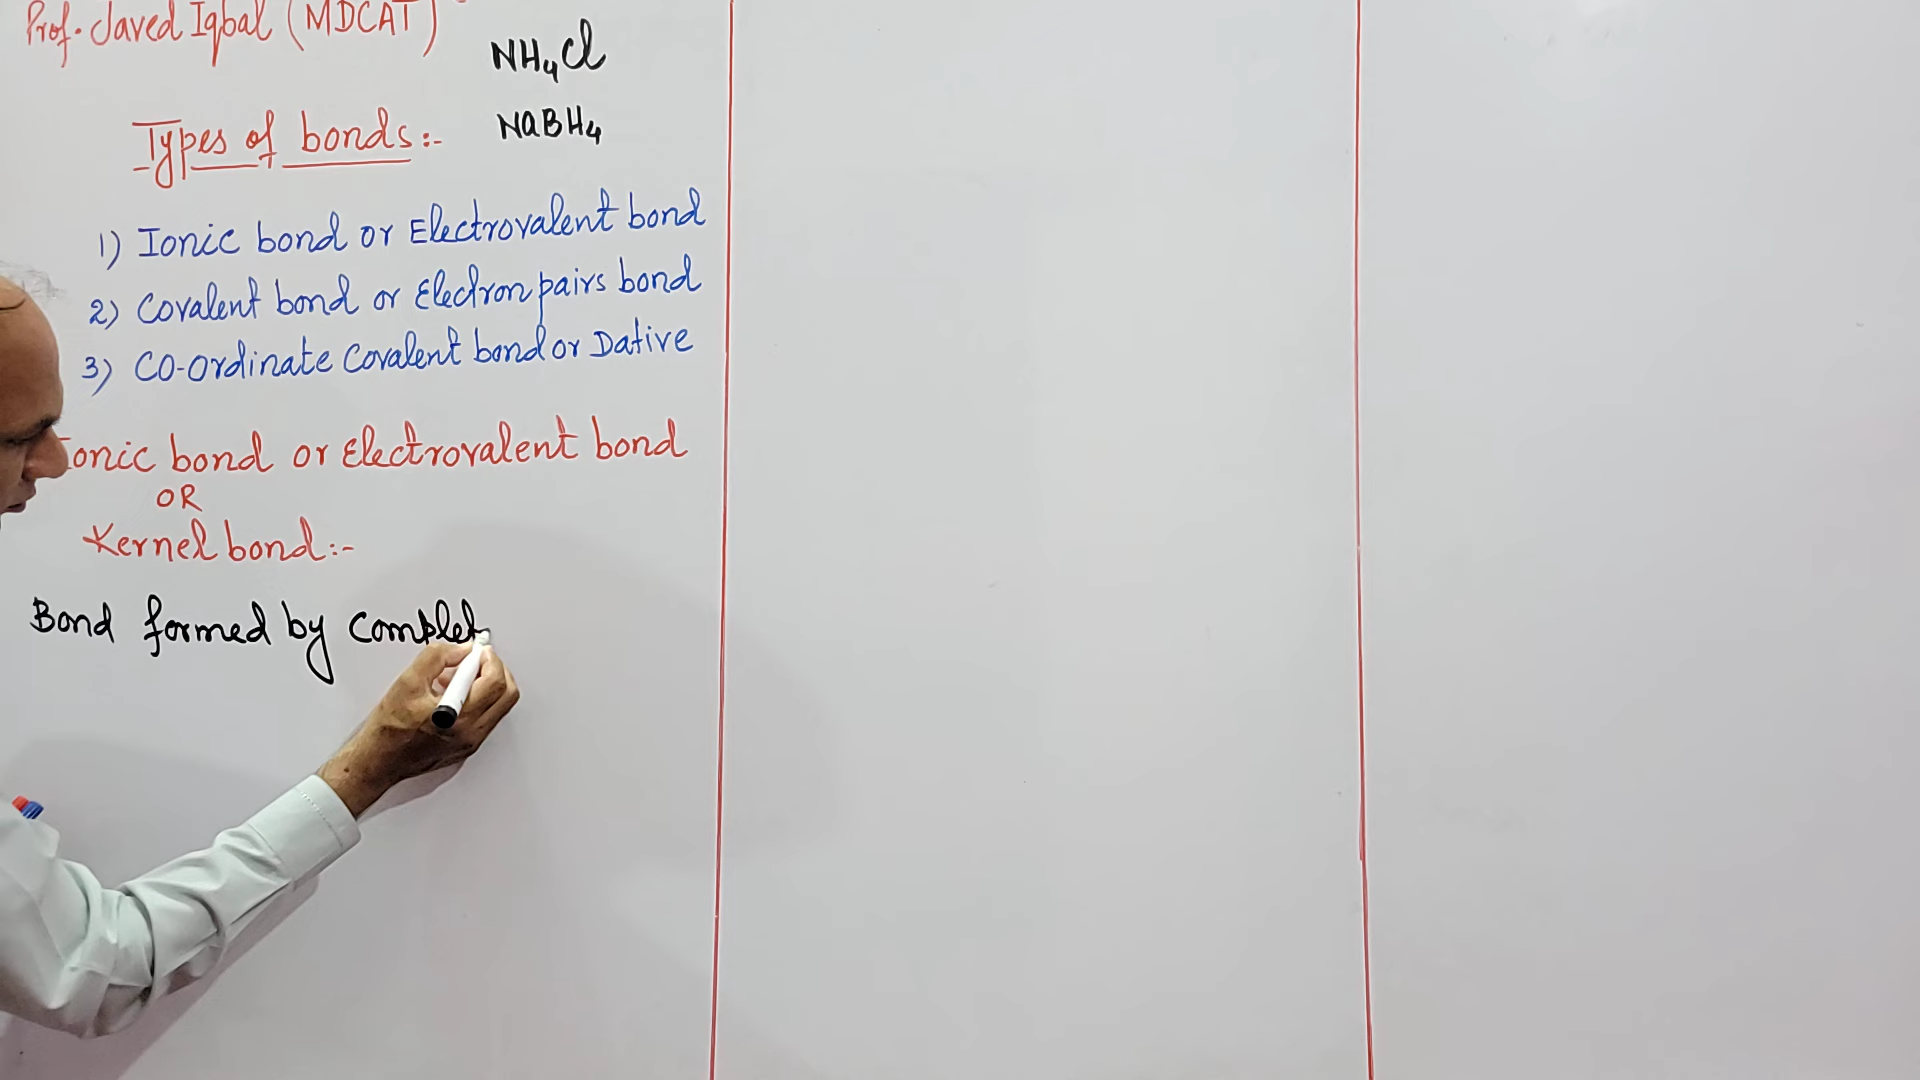 Prof. Javed Iqbal (MDCAT)
NH4Cl
NaBH4
Types of bonds:-
1) Ionic bond or Electrovalent bond
2) Covalent bond or Electron pairs bond
3) Co-ordinate Covalent bond or Dative
Ionic bond or Electrovalent bond
OR
Kernel bond:-
Bond formed by Complet